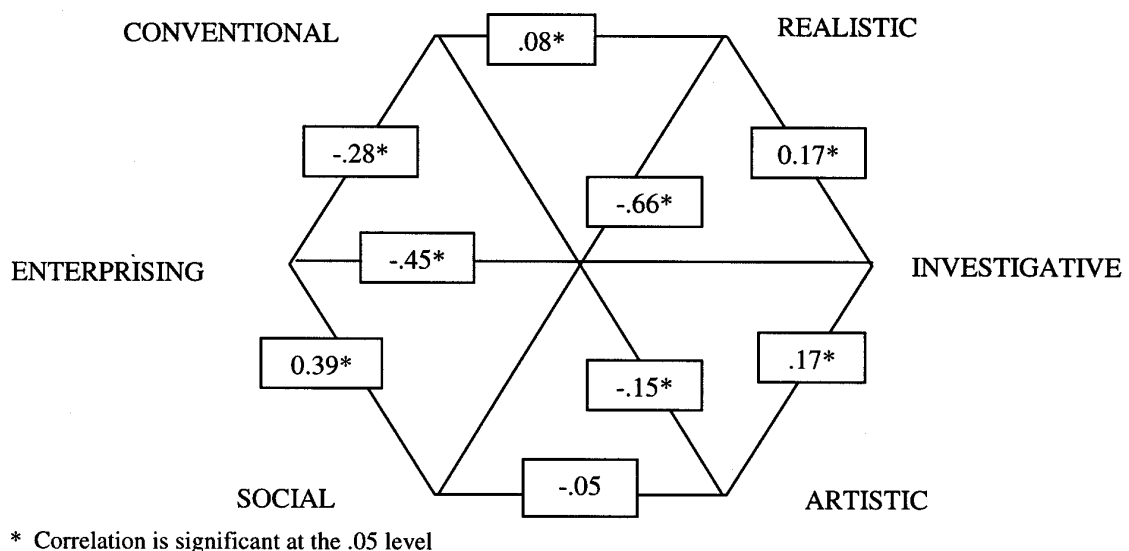 CONVENTIONAL
.08*
REALISTIC
-.28*
0.17*
-.66*
ENTERPRISING
-.45*
INVESTIGATIVE
0.39*
-.15*
.17*
SOCIAL
-.05
ARTISTIC
* Correlation is significant at the .05 level